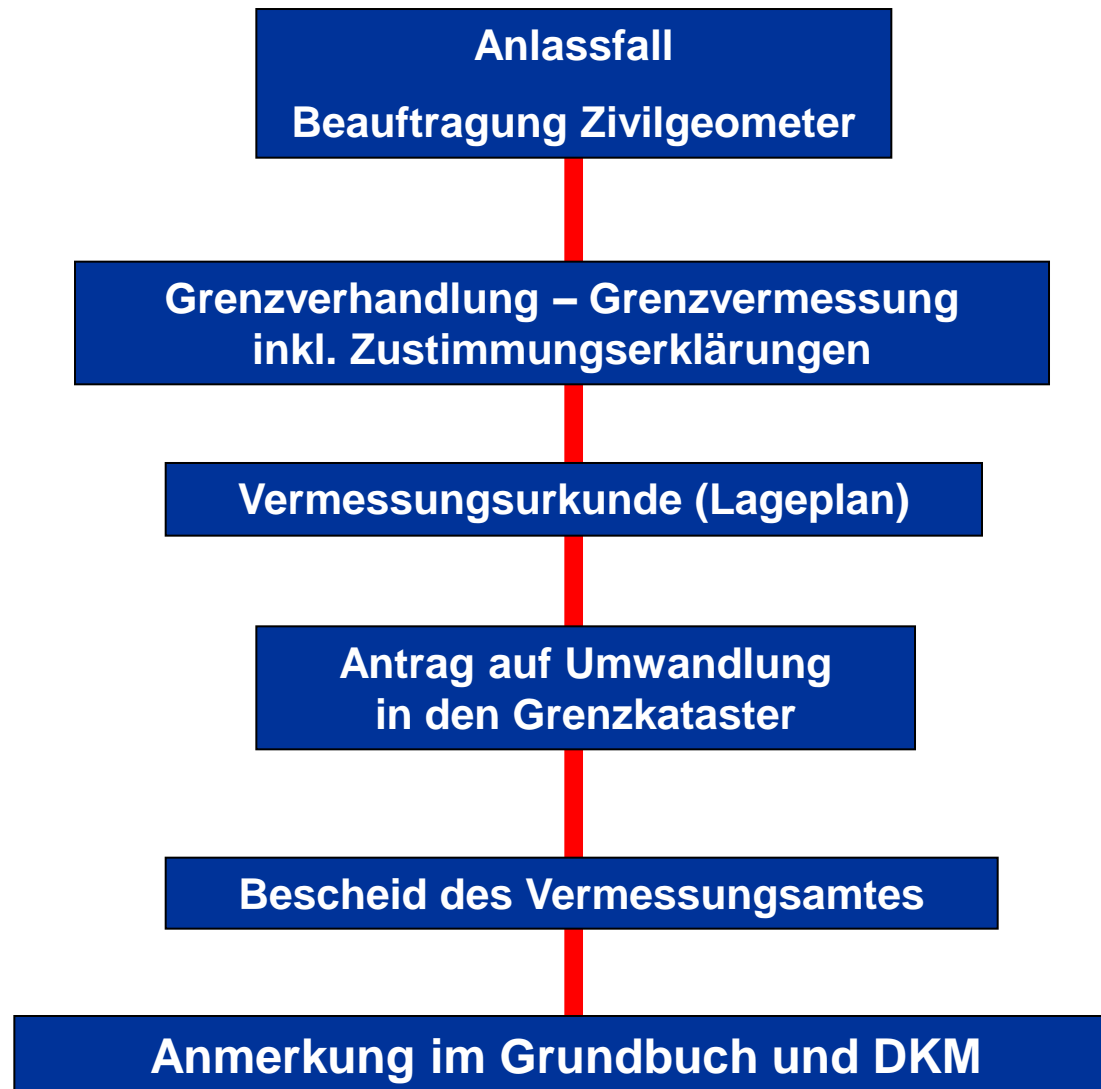 Anlassfall
Beauftragung Zivilgeometer
Grenzverhandlung – Grenzvermessung
inkl. Zustimmungserklärungen
Vermessungsurkunde (Lageplan)
Antrag auf Umwandlung
in den Grenzkataster
Bescheid des Vermessungsamtes
Anmerkung im Grundbuch und DKM